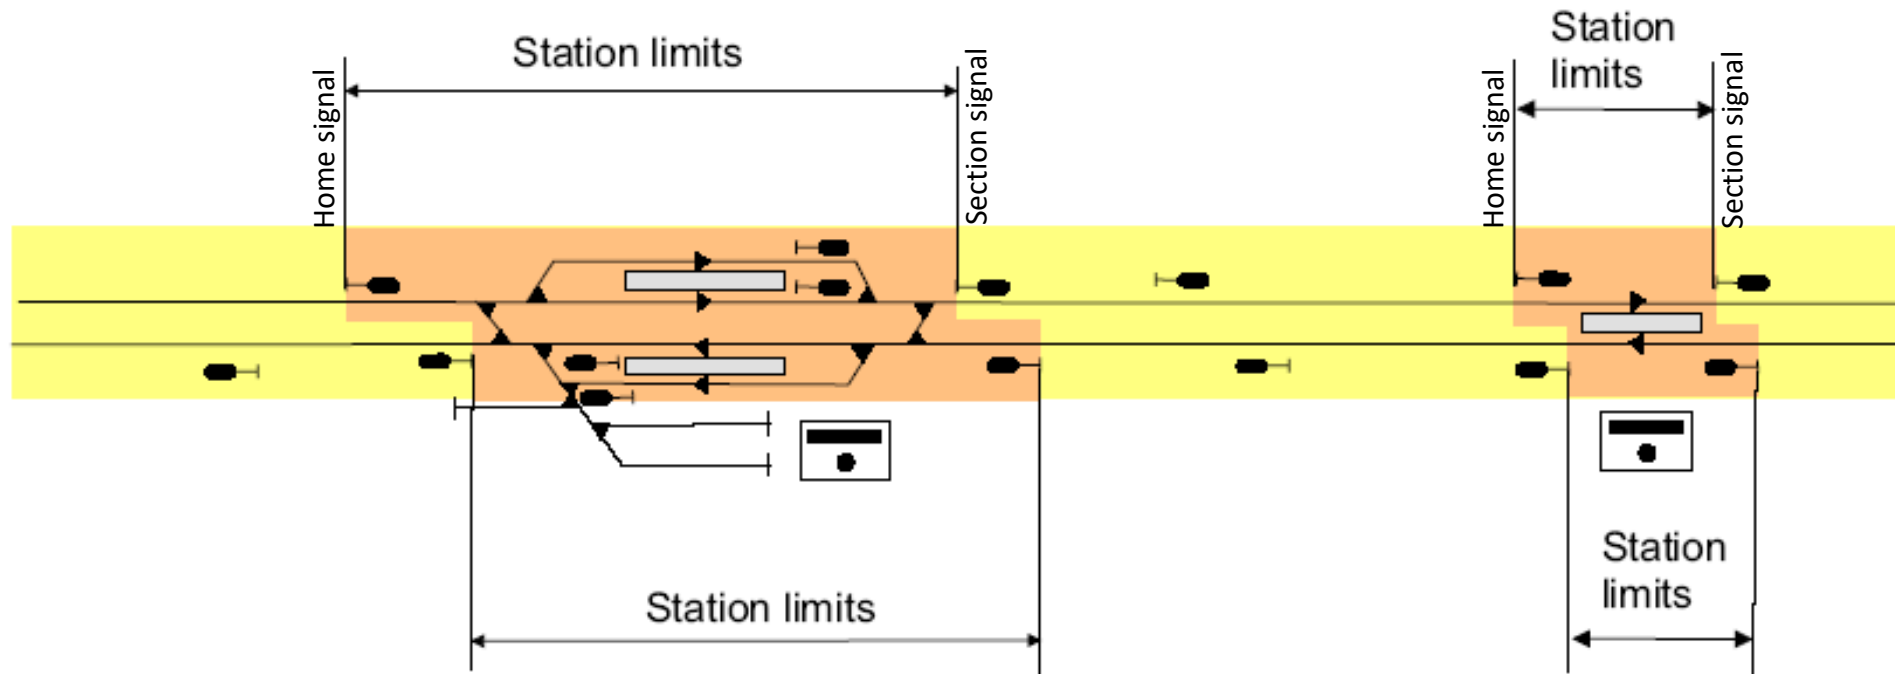 Station limits
Home signal
Section signal
Station
limits
Home signal
Section signal
Station limits
Station
limits